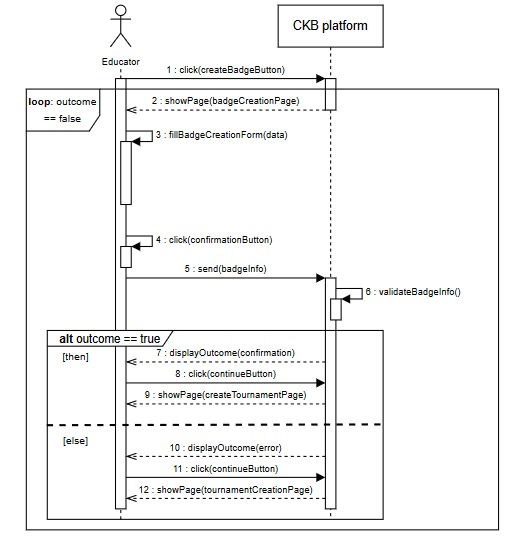 CKB platform
Educator
1 : click(createBadgeButton)
loop: outcome
== false
2 : showPage(badgeCreationPage)
3 : fillBadgeCreationForm(data)
4 : click(confirmationButton)
5 : send(badgeInfo)
6 : validateBadgeInfo()
alt outcome == true
[then]
7 : displayOutcome(confirmation)
8 : click(continueButton)
9 : showPage(createTournamentPage)
[else]
10 : displayOutcome(error)
11 : click(continueButton)
12 : showPage(tournamentCreationPage)